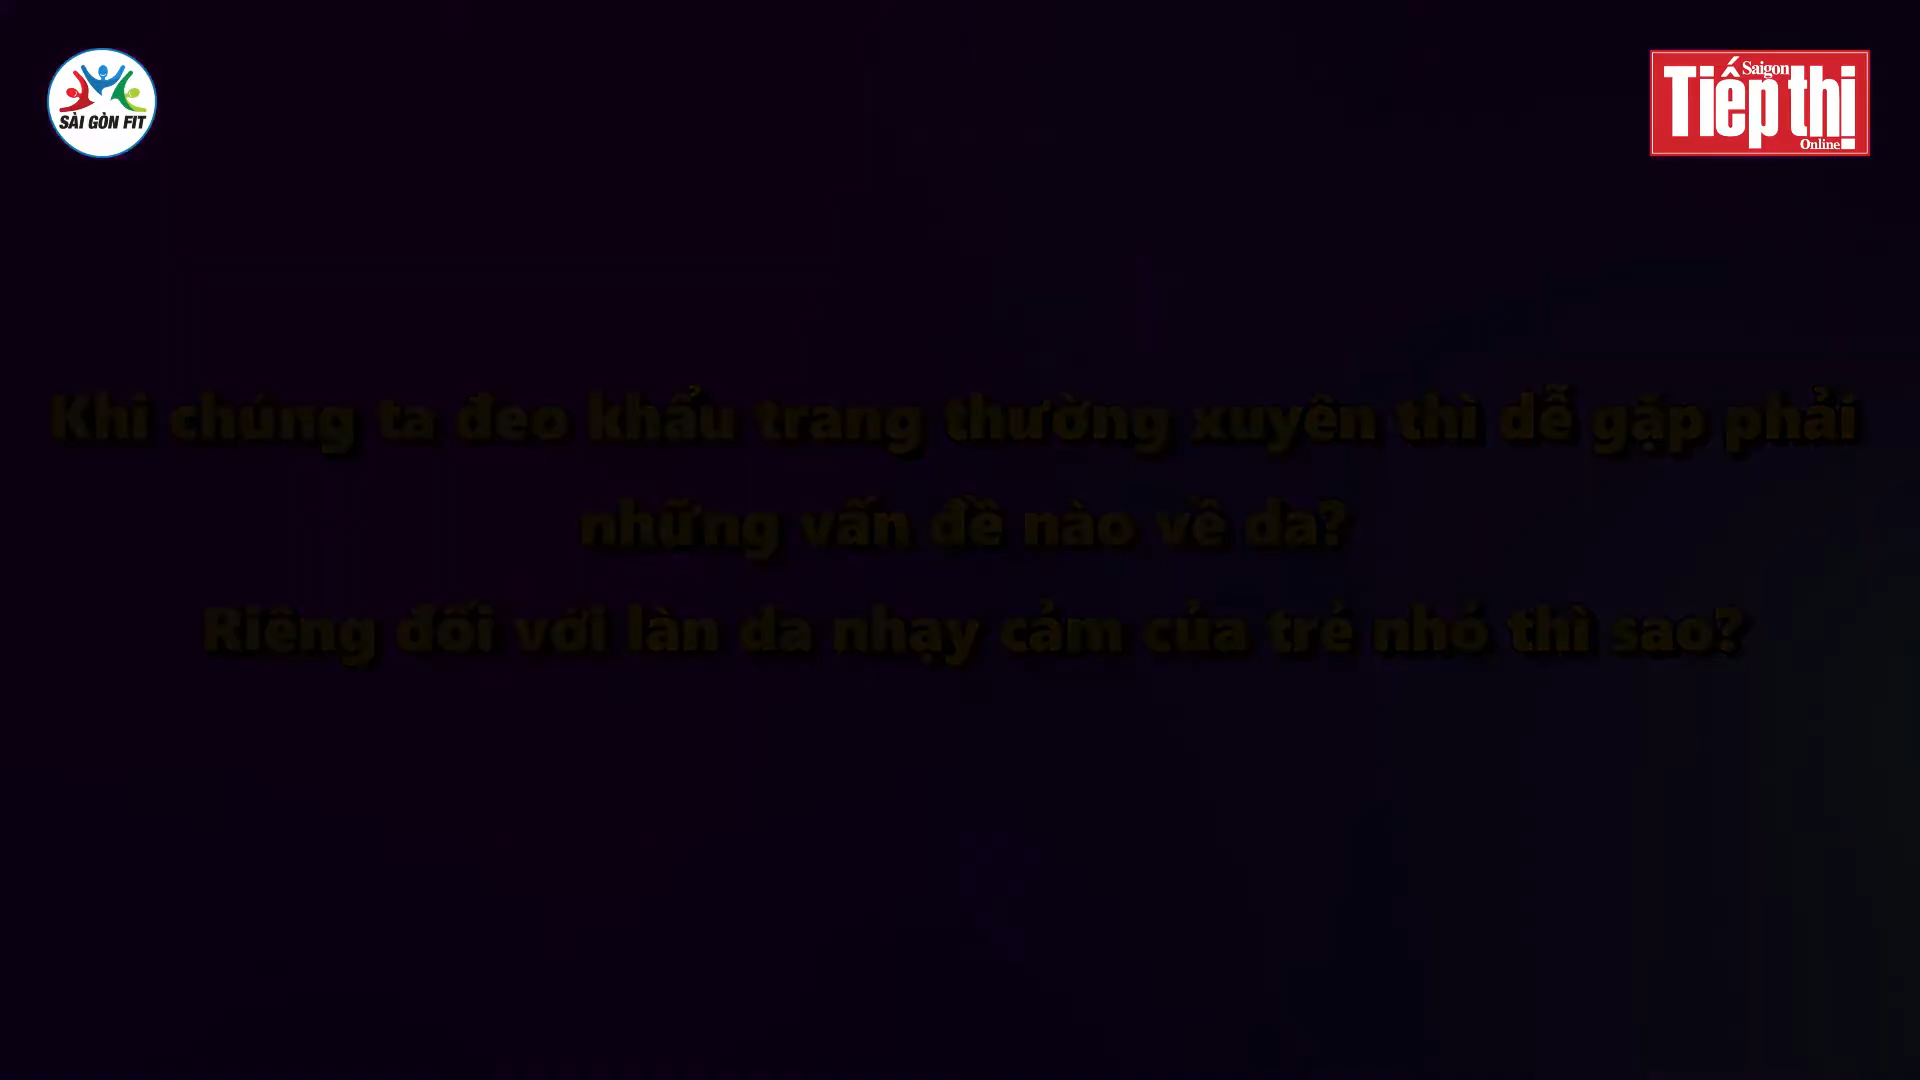 SÀI GÒN FIT
Saigon
Tiếp thị
Online
Khi chúng ta đeo khẩu trang thường xuyên thì dễ gặp phải
những vấn đề nào về da?
Riêng đối với làn da nhạy cảm của trẻ nhỏ thì sao?